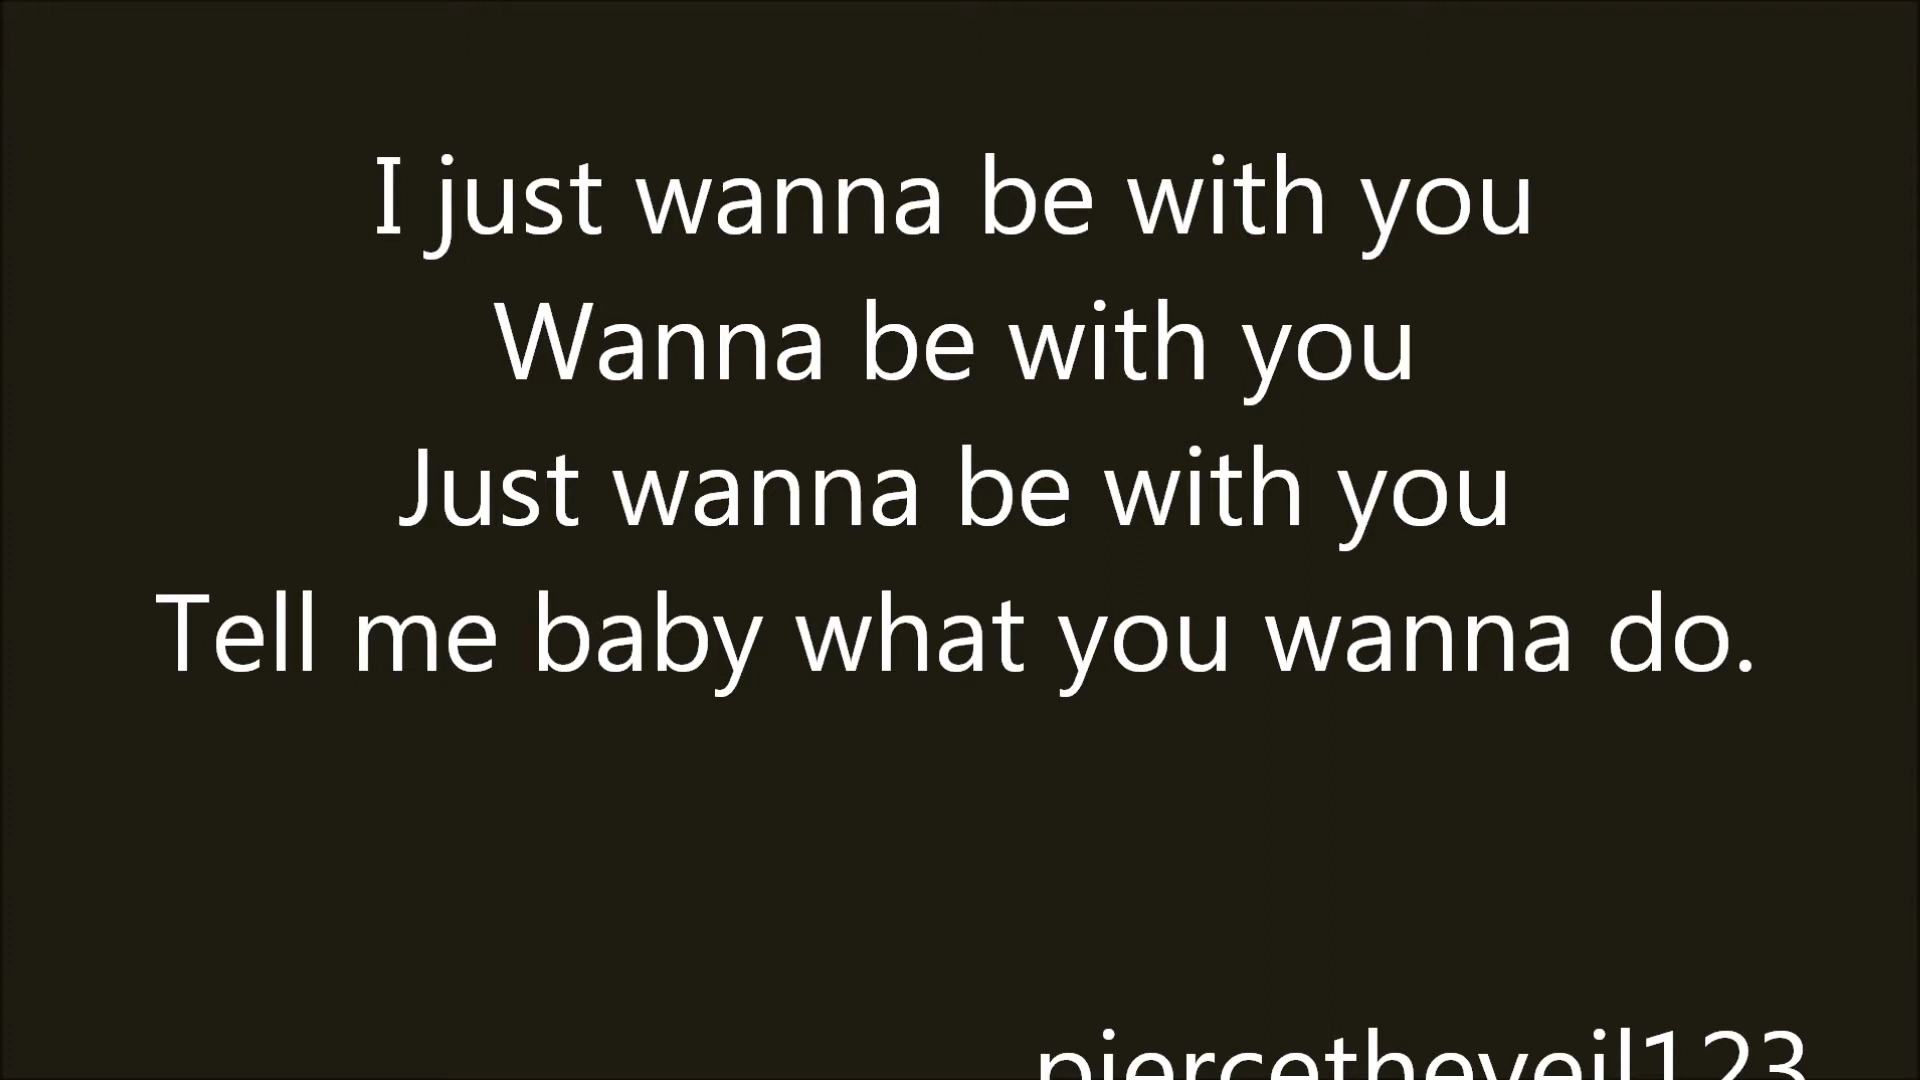 I just wanna be with you
Wanna be with you
Just wanna be with you
Tell me baby what you wanna do.
piercetheveil123